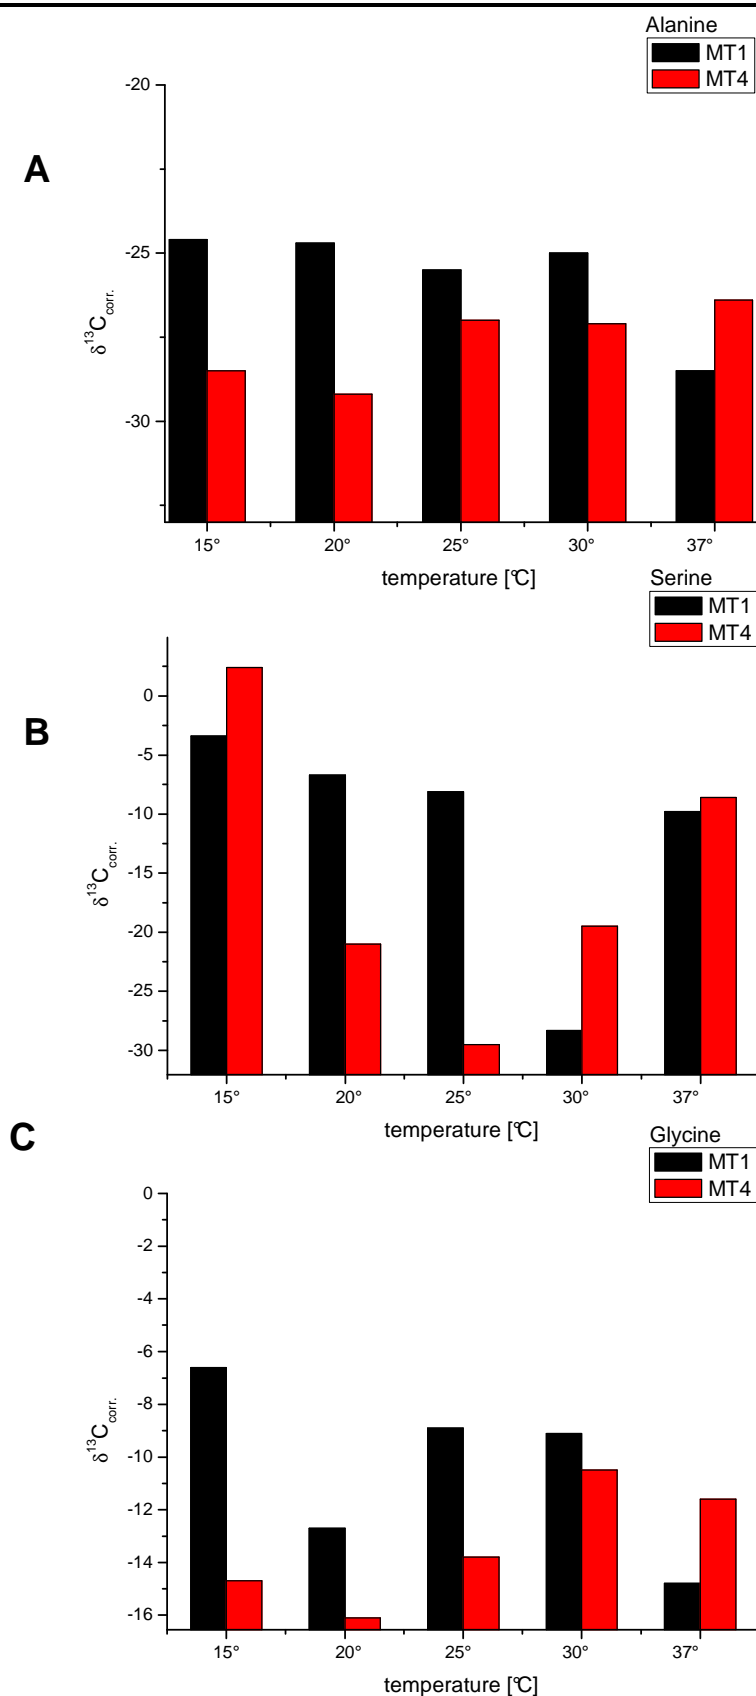 Alanine
MT1
MT4
A
-20
-25
-30
δ13Ccorr.
15° 20° 25° 30° 37°
temperature [°C]
Serine
MT1
MT4
B
0
-5
-10
-15
-20
-25
-30
δ13Ccorr.
15° 20° 25° 30° 37°
temperature [°C]
C
Glycine
MT1
MT4
0
-2
-4
-6
-8
-10
-12
-14
-16
δ13Ccorr.
15° 20° 25° 30° 37°
temperature [°C]